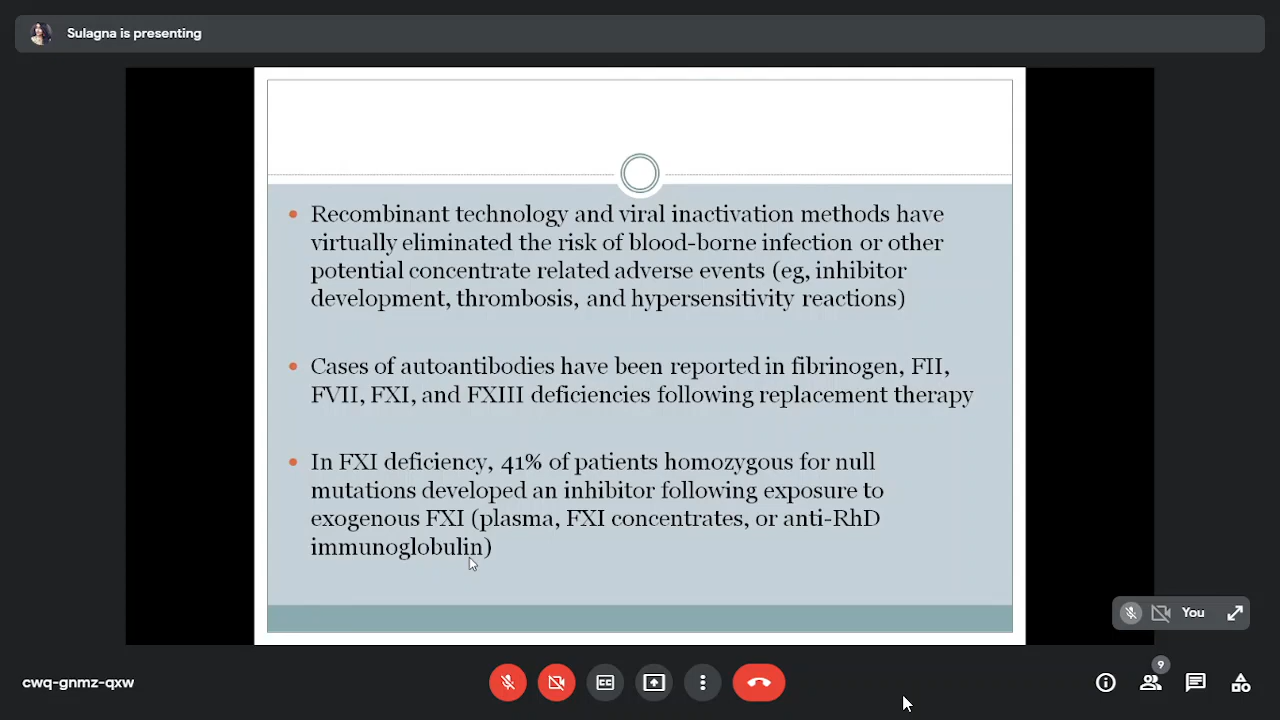 Sulagna is presenting
Recombinant technology and viral inactivation methods have
virtually eliminated the risk of blood-borne infection or other
potential concentrate related adverse events (eg, inhibitor
development, thrombosis, and hypersensitivity reactions)
Cases of autoantibodies have been reported in fibrinogen, FII,
FVII, FXI, and FXIII deficiencies following replacement therapy
In FXI deficiency, 41% of patients homozygous for null
mutations developed an inhibitor following exposure to
exogenous FXI (plasma, FXI concentrates, or anti-RhD
immunoglobulin)
You
cwq-gnmz-qxw
CC
9